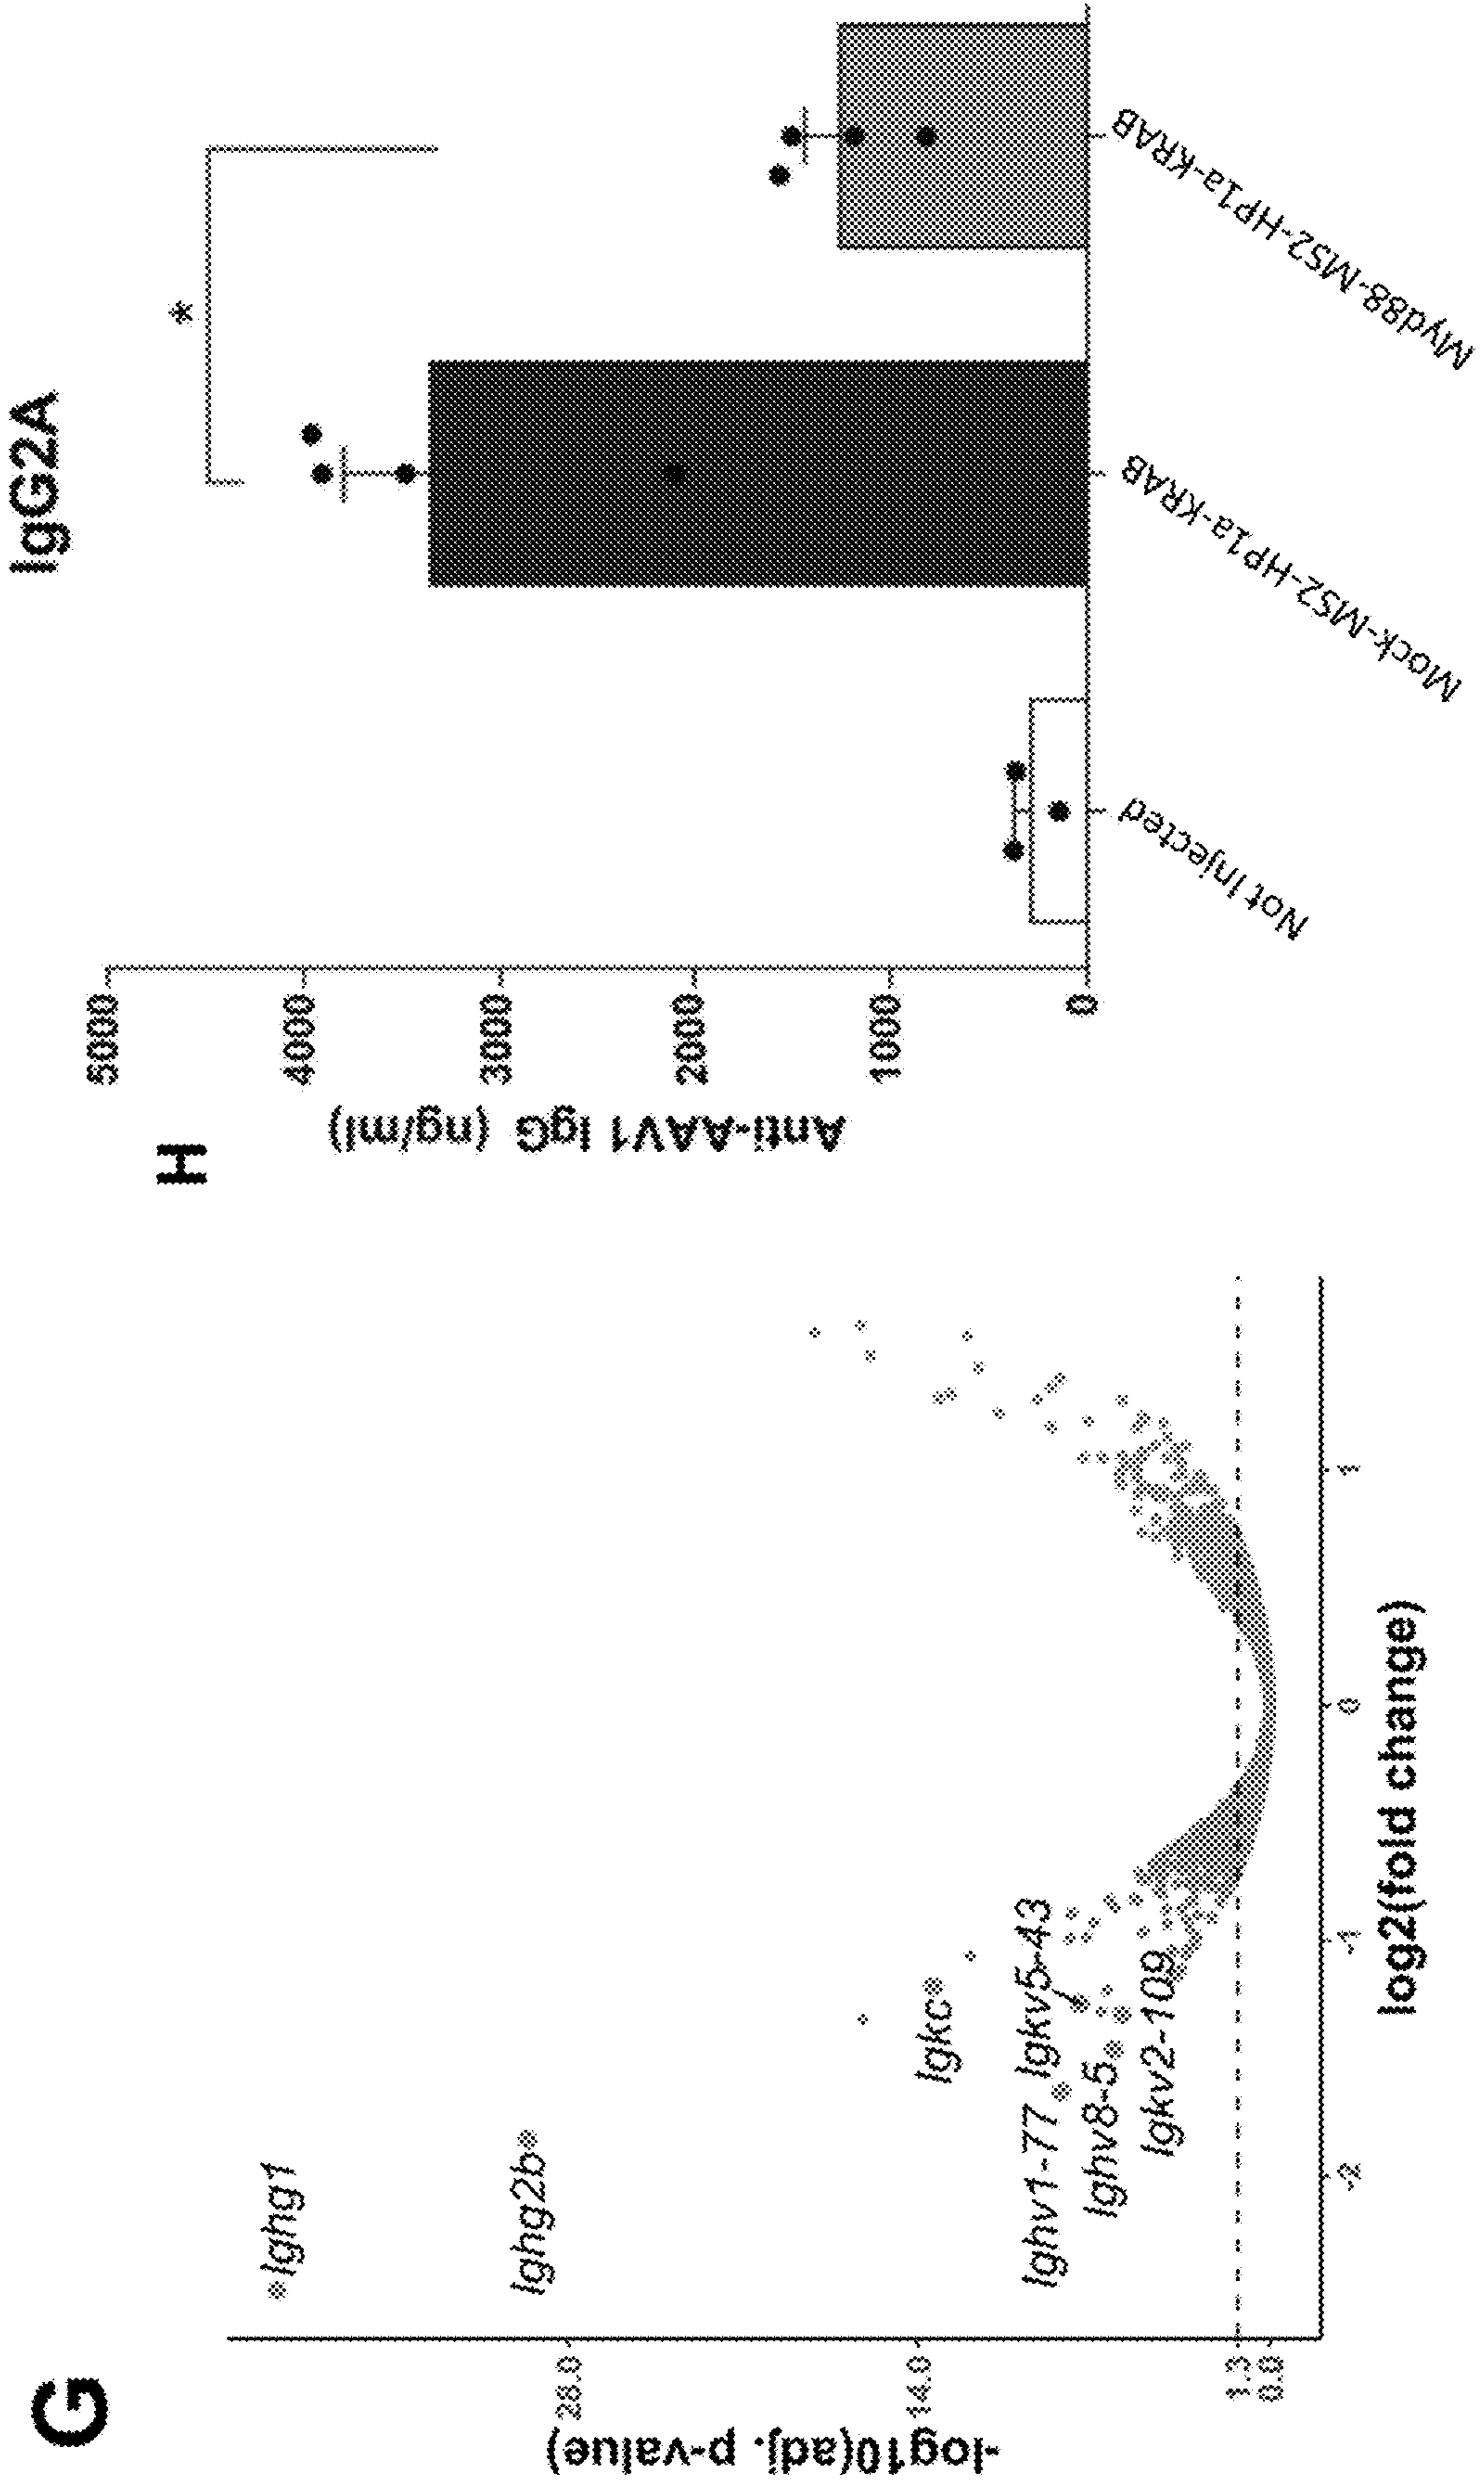 G
-log10(adj. p-value)
28.0
14.0
1.3
0.0
Ighg1
Ighg2b
Igkc
Ighv1-77
Igkv5-43
Ighv8-5
Igkv2-109
-2
-1
0
1
log2(fold change)
H
IgG2A
Anti-AAV1 IgG (ng/ml)
5000
4000
3000
2000
1000
0
*
Not Injected
Mock-MS2-HP1a-KRAB
Myd88-MS2-HP1a-KRAB